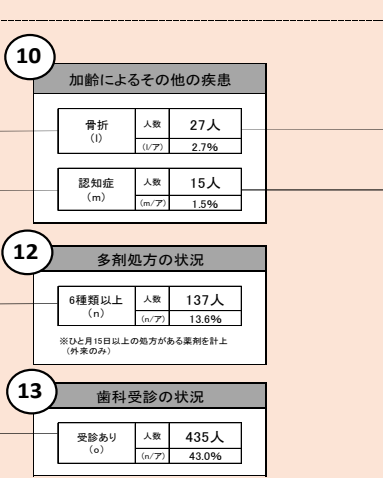 10
加齢によるその他の疾患
骨折
(l)
人数 27人
(l/ア) 2.7%
認知症
(m)
人数 15人
(m/ア) 1.5%
12
多剤処方の状況
6種類以上
(n)
人数 137人
(n/ア) 13.6%
※ひと月15日以上の処方がある薬剤を計上
(外来のみ)
13
歯科受診の状況
受診あり
(o)
人数 435人
(n/ア) 43.0%